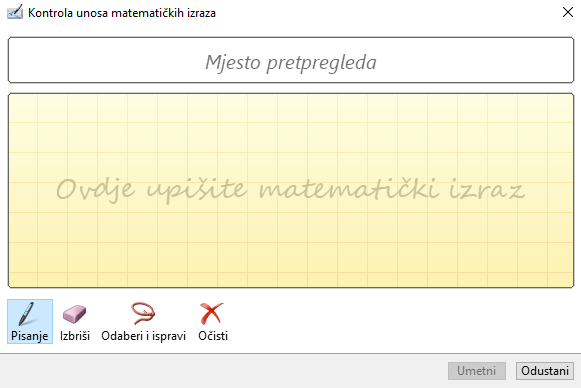 Kontrola unosa matematičkih izraza
Mjesto pretpregleda
Ovdje upišite matematički izraz
Pisanje Izbriši Odaberi i ispravi Očisti
Umetni Odustani